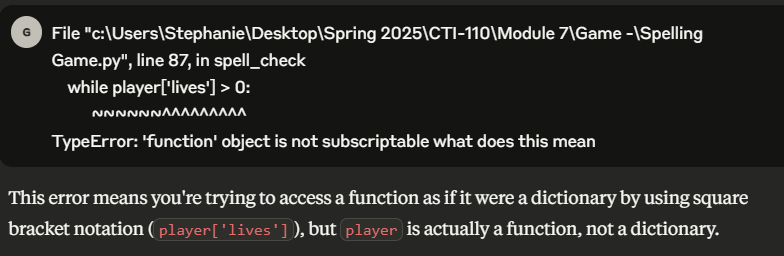 G
File "c:\Users\Stephanie\Desktop\Spring 2025\CTI-110\Module 7\Game -\Spelling
Game.py", line 87, in spell_check
while player['lives'] > 0:
~~~~~~^^^^^^^^^
TypeError: 'function' object is not subscriptable what does this mean
This error means you're trying to access a function as if it were a dictionary by using square
bracket notation (player['lives']), but player is actually a function, not a dictionary.